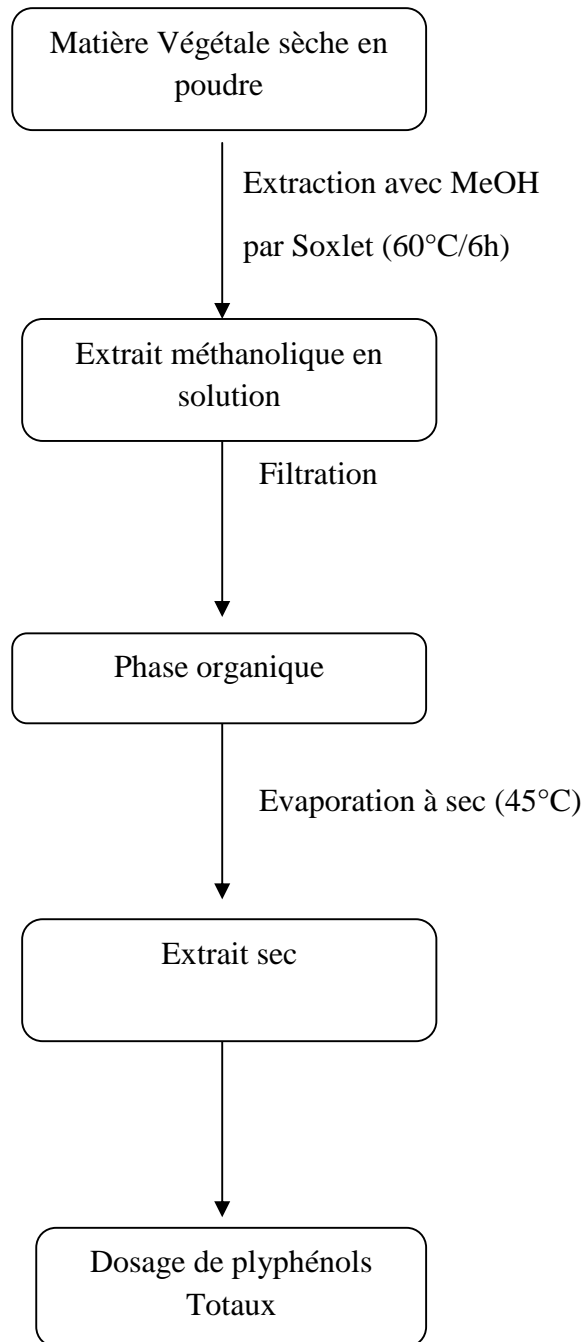 Matière Végétale sèche en
poudre
Extraction avec MeOH
par Soxlet (60°C/6h)
Extrait méthanolique en
solution
Filtration
Phase organique
Evaporation à sec (45°C)
Extrait sec
Dosage de plyphénols
Totaux